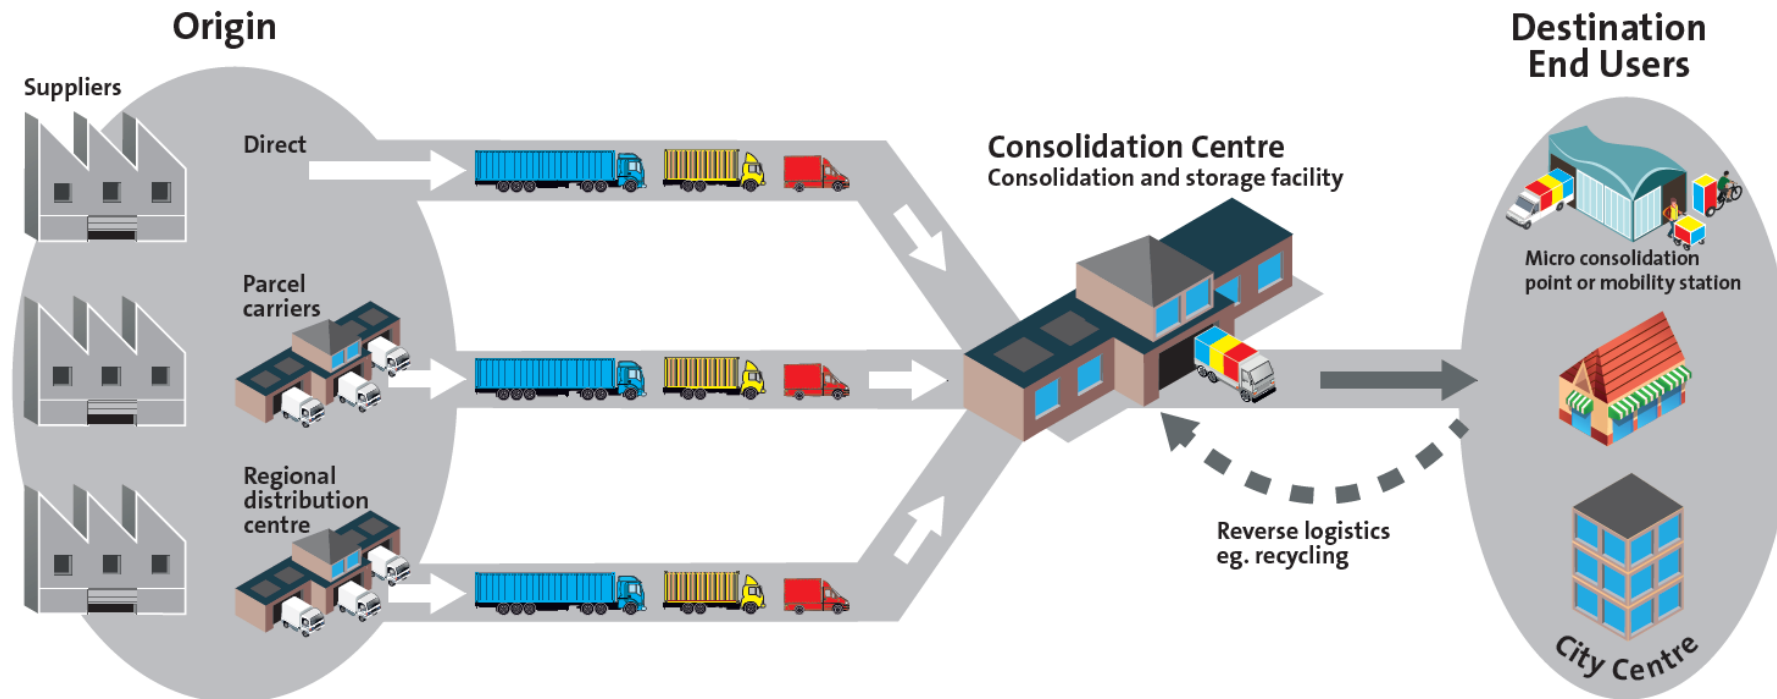 Origin
Suppliers
Direct
Parcel
carriers
Regional
distribution
centre
Consolidation Centre
Consolidation and storage facility
Reverse logistics
eg. recycling
Destination
End Users
Micro consolidation
point or mobility station
City Centre